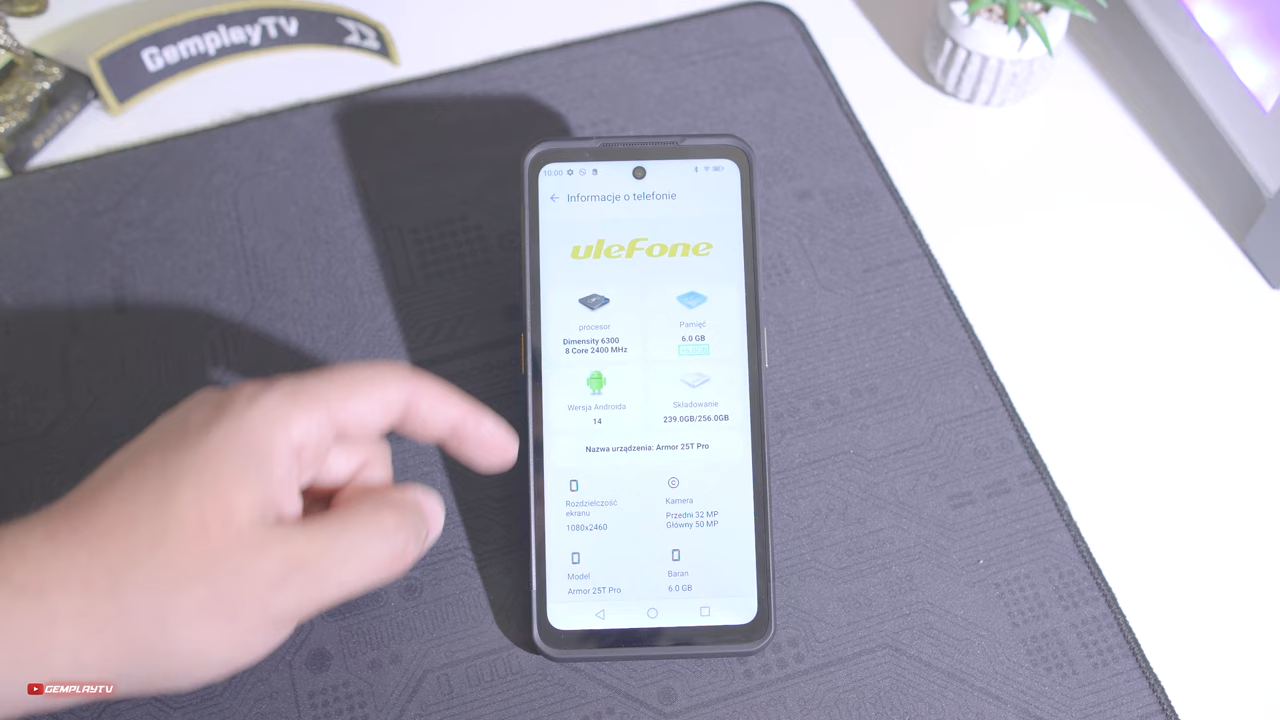 GemplayTV
10:00
Informacje o telefonie
uleFone
procesor
Dimensity 6300
8 Core 2400 MHz
Pamięć
6.0 GB
Wersja Androida
14
Składowanie
239.0GB/256.0GB
Nazwa urządzenia: Armor 25T Pro
Rozdzielczość
ekranu
1080x2460
Kamera
Przedni 32 MP
Główny 50 MP
Model
Armor 25T Pro
Baran
6.0 GB
GEMPLAYTV